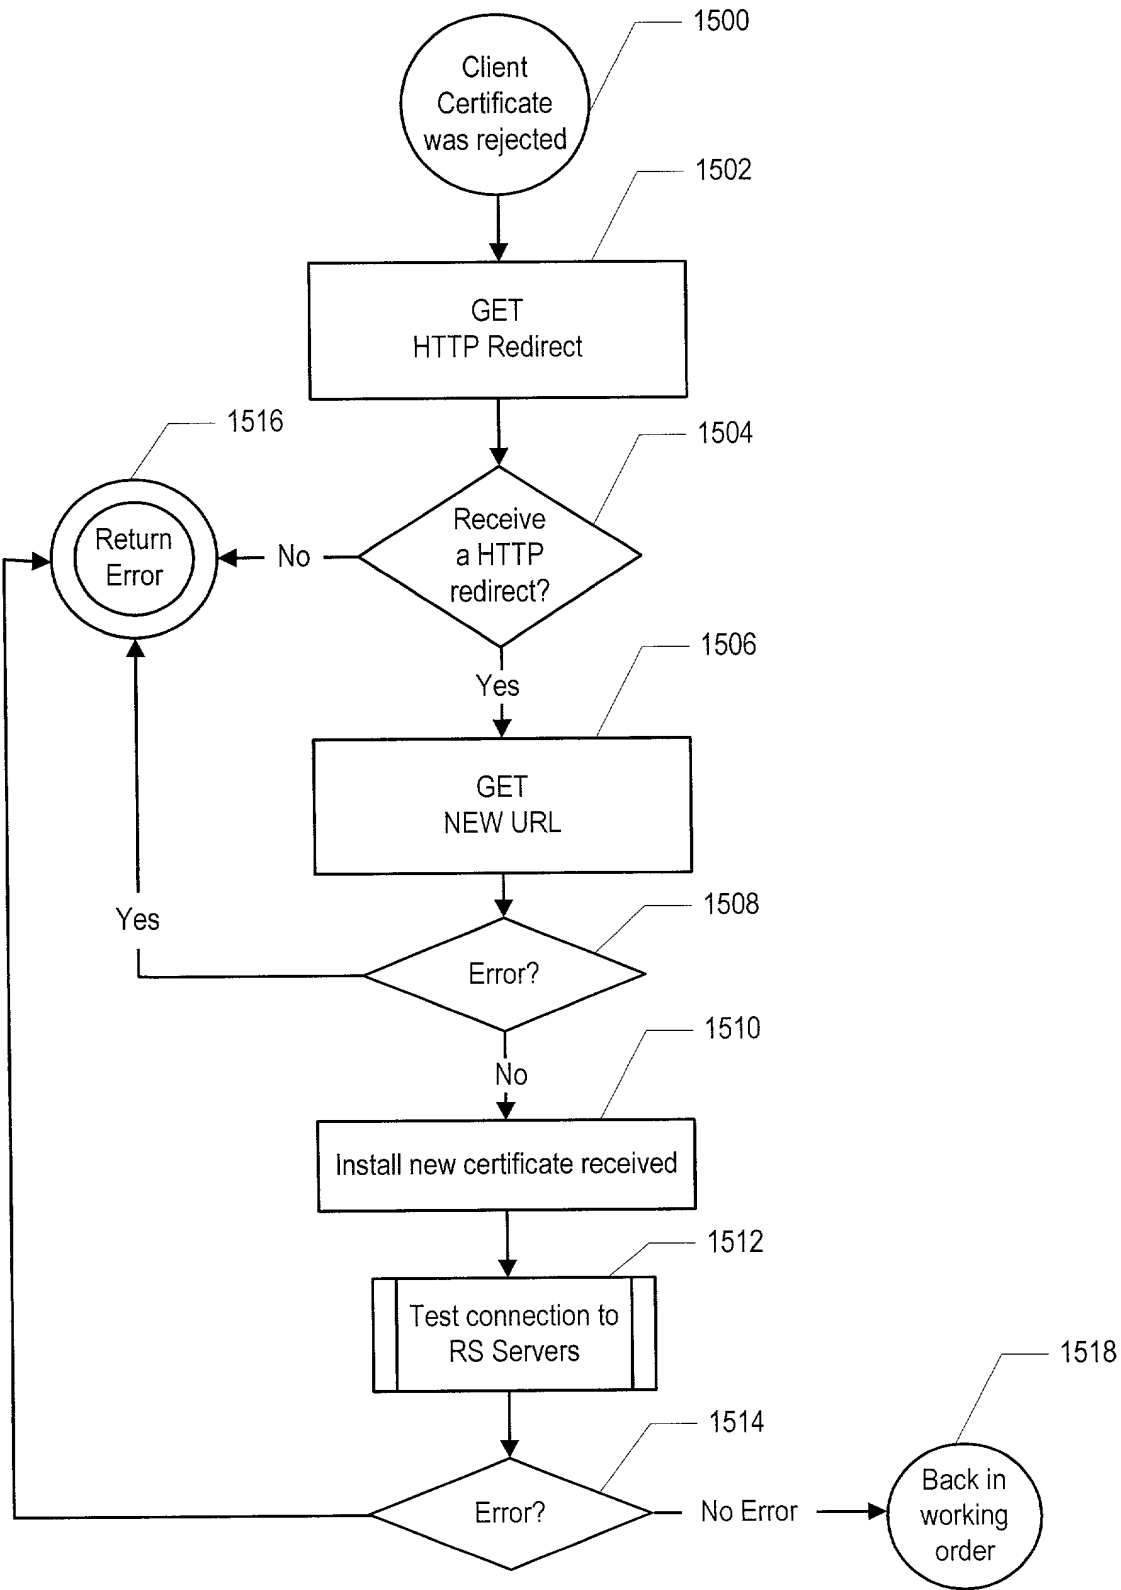 1500
Client
Certificate
was rejected
1502
GET
HTTP Redirect
1516
1504
Return
Error
No
Receive
a HTTP
redirect?
1506
Yes
GET
NEW URL
1508
Yes
Error?
1510
No
Install new certificate received
1512
Test connection to
RS Servers
1518
1514
Error?
No Error
Back in
working
order